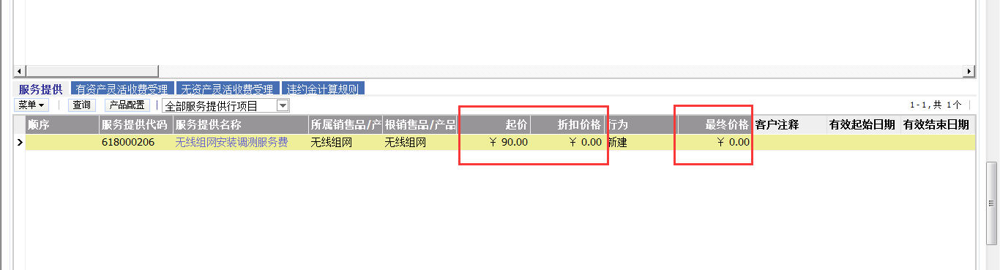 服务提供 有资产灵活收费受理 无资产灵活收费受理 违约金计算规则
菜单 查询 产品配置 全部服务提供行项目 1-1,共 1个
顺序 服务提供代码 服务提供名称 所属销售品/产 根销售品/产品 起价 折扣价格 行为 最终价格 客户注释 有效起始日期 有效结束日期
618000206 无线组网安装调测服务费 无线组网 无线组网 ￥ 90.00 ￥ 0.00 新建 ￥ 0.00